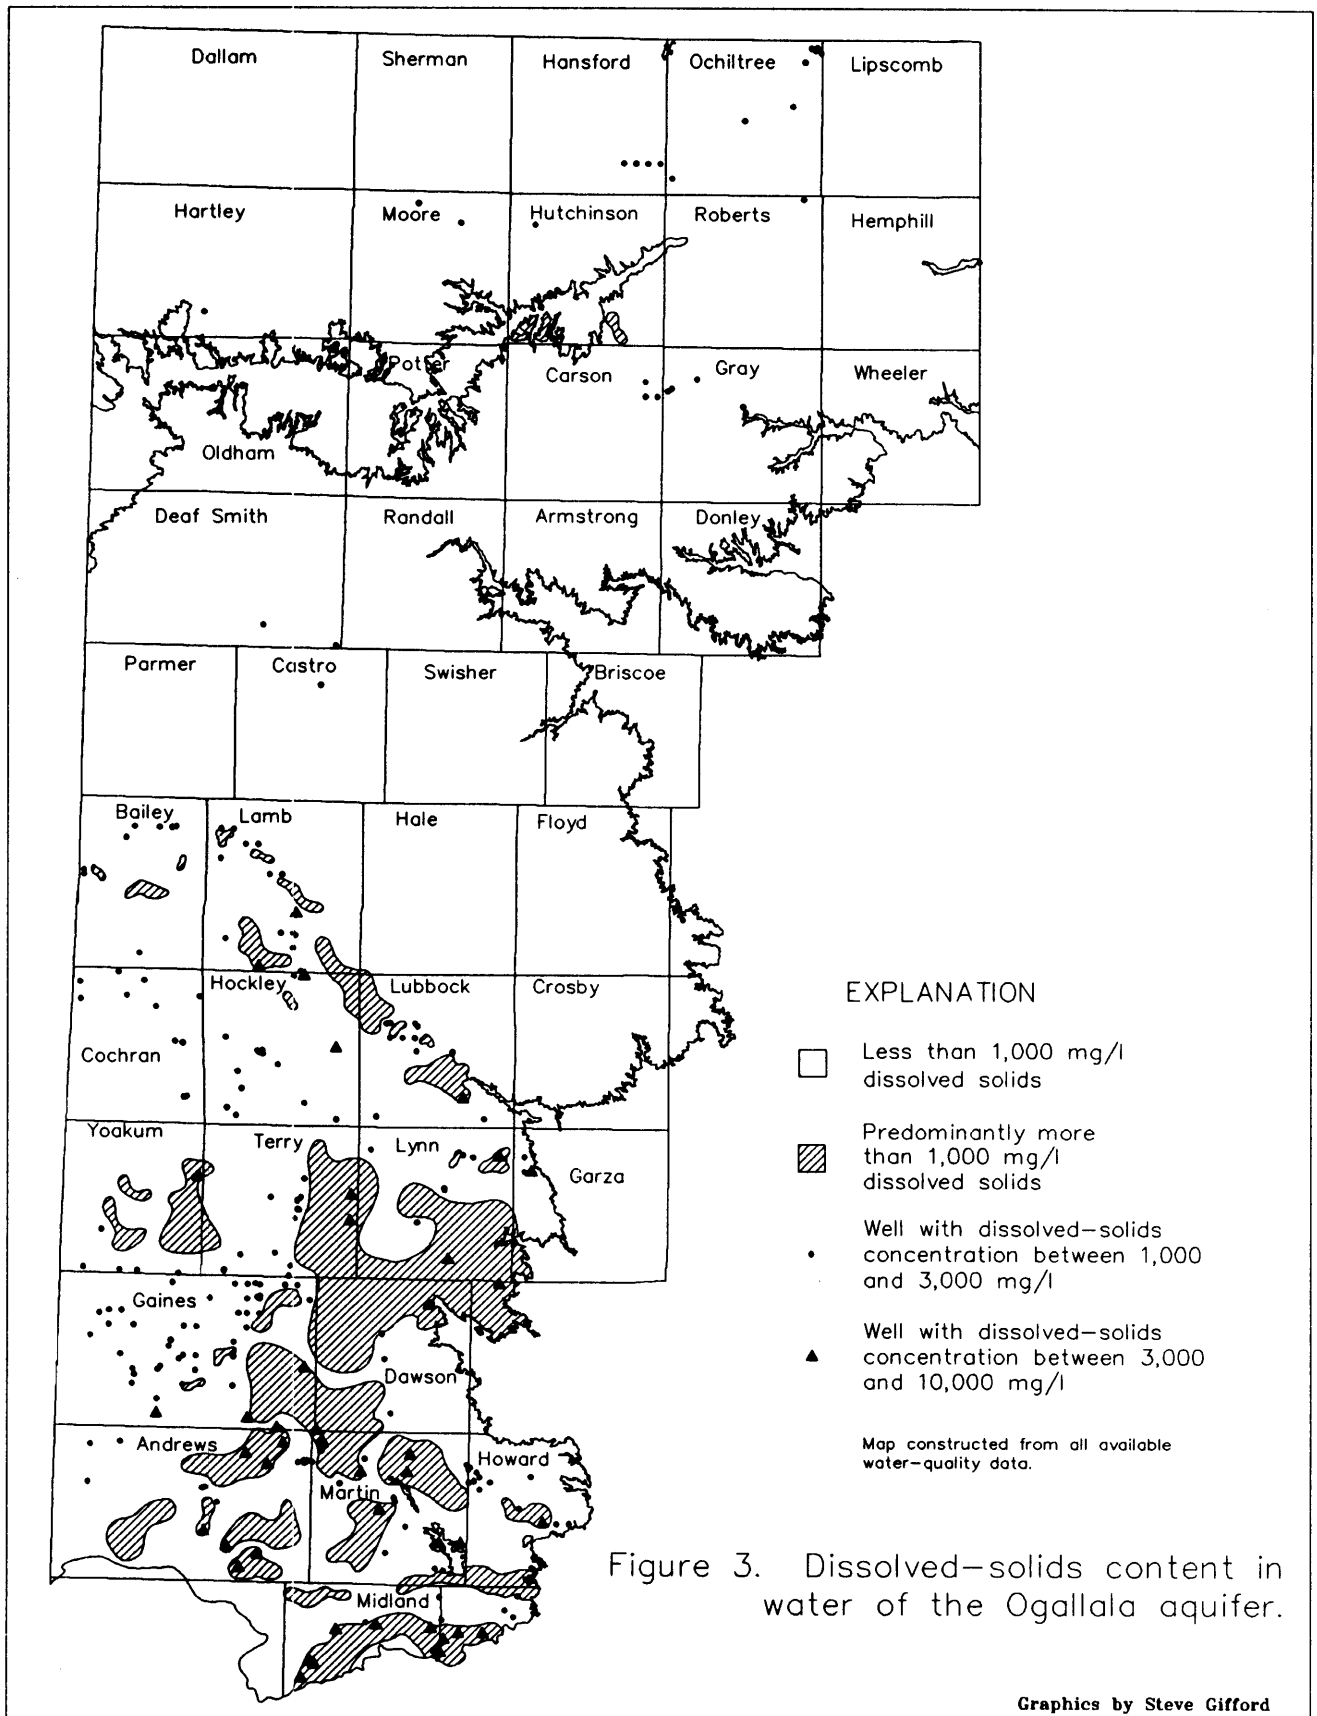 Dallam
Sherman
Hansford
Ochiltree
Lipscomb
Hartley
Moore
Hutchinson
Roberts
Hemphill
Potter
Carson
Gray
Wheeler
Oldham
Deaf Smith
Randall
Armstrong
Donley
Parmer
Castro
Swisher
Briscoe
Bailey
Lamb
Hale
Floyd
Hockley
Lubbock
Crosby
Cochran
Yoakum
Terry
Lynn
Garza
Gaines
Dawson
Andrews
Howard
Martin
Midland
EXPLANATION
Less than 1,000 mg/l
dissolved solids
Predominantly more
than 1,000 mg/l
dissolved solids
Well with dissolved-solids
concentration between 1,000
and 3,000 mg/l
Well with dissolved-solids
concentration between 3,000
and 10,000 mg/l
Map constructed from all available
water-quality data.
Figure 3. Dissolved-solids content in
water of the Ogallala aquifer.
Graphics by Steve Gifford